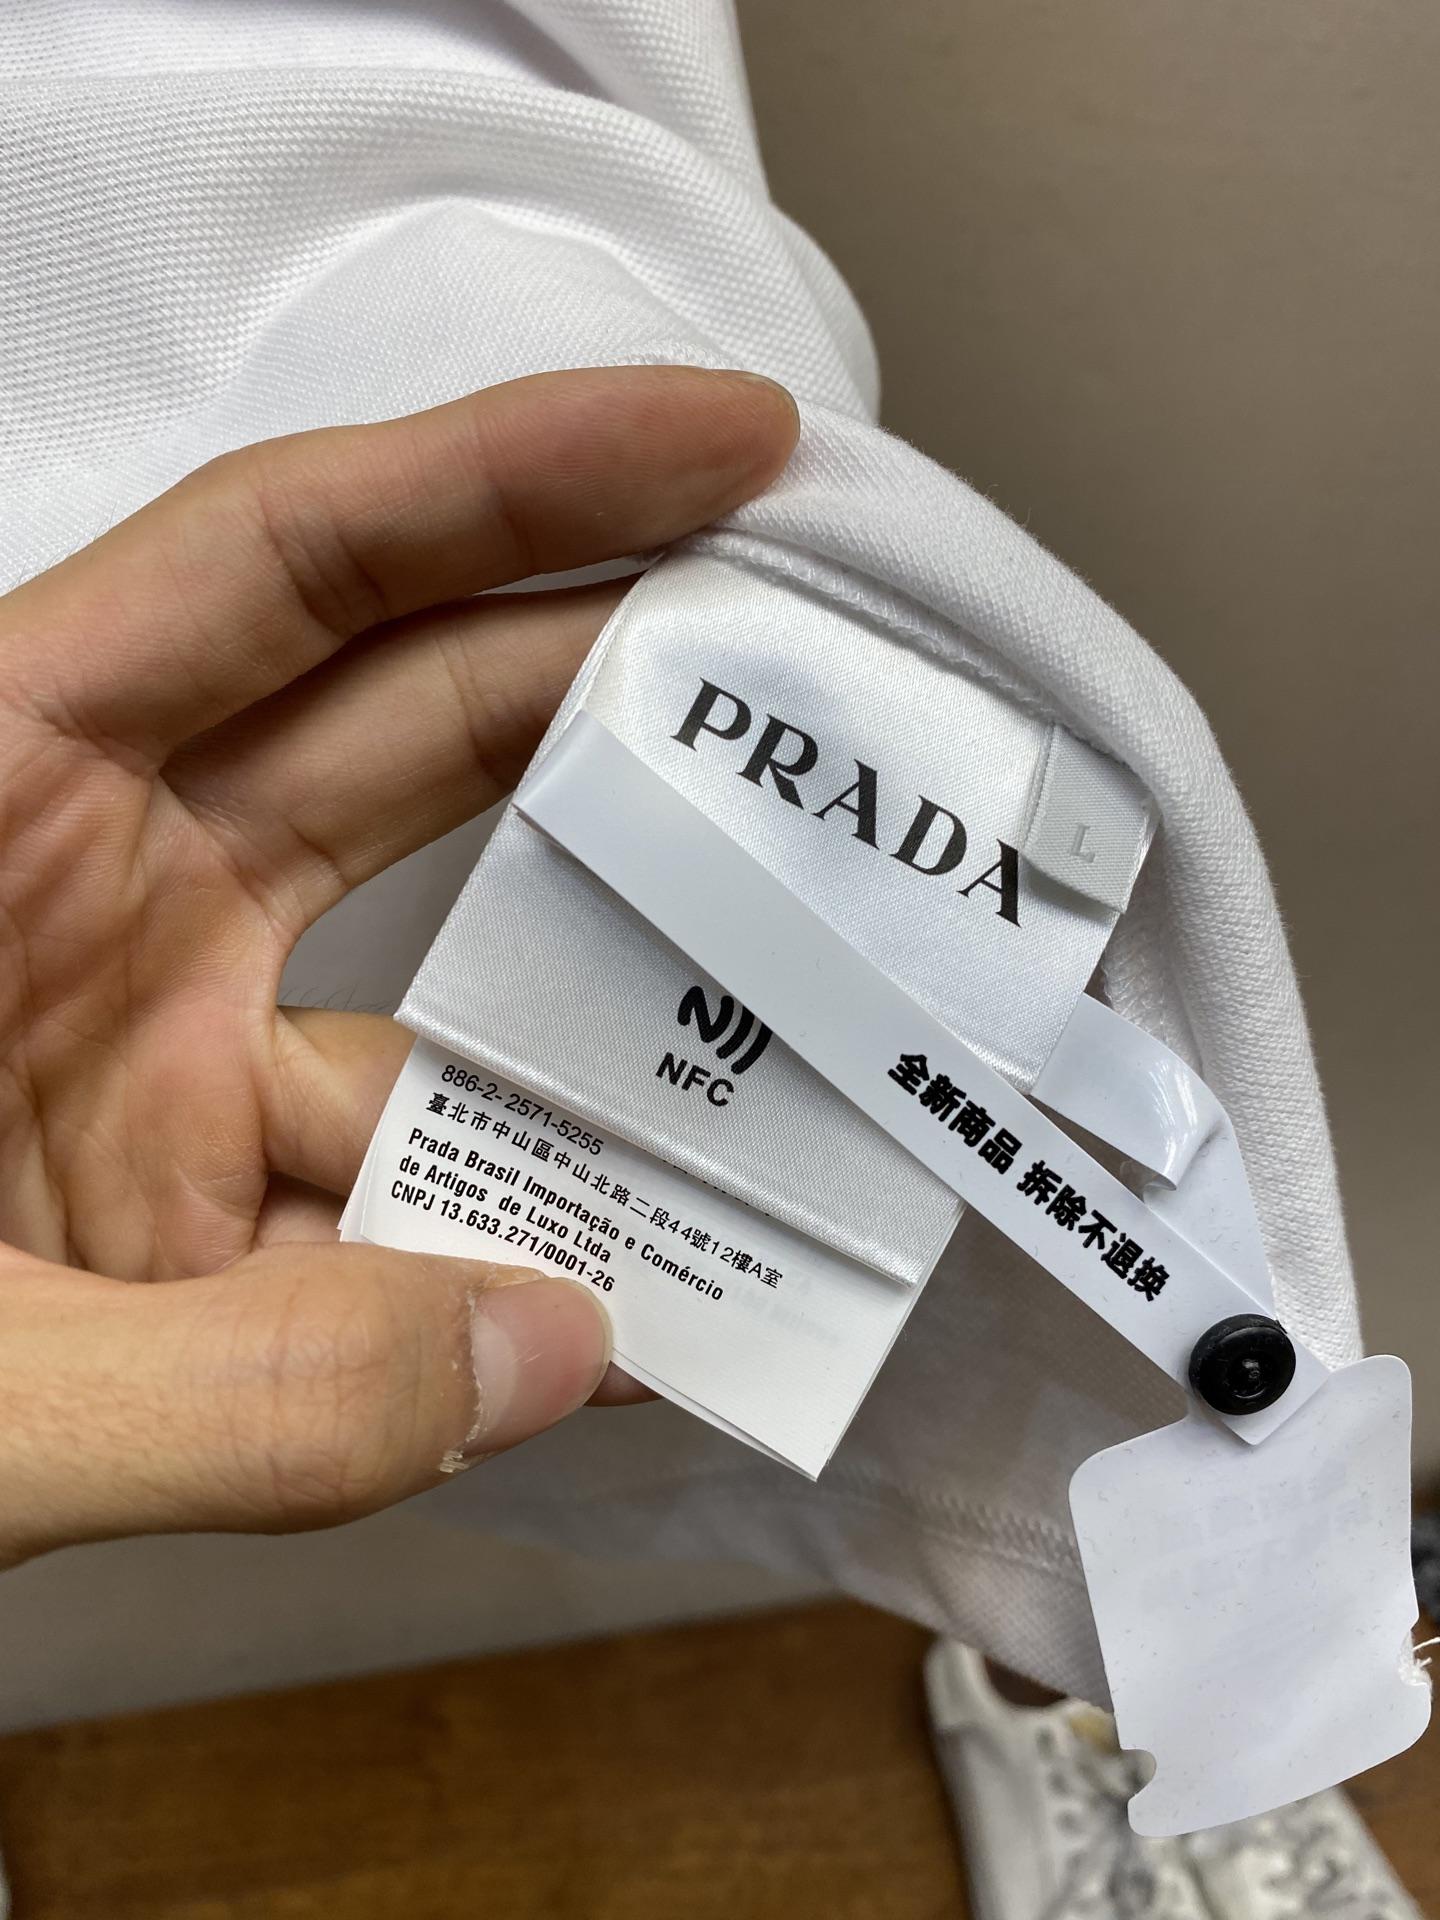 PRADA
L
NFC
全新商品 拆除不退换
886-2-2571-5255
臺北市中山區中山北路二段44號12樓A室
Prada Brasil Importação e Comércio
de Artigos de Luxo Ltda
CNPJ 13.633.271/0001-26